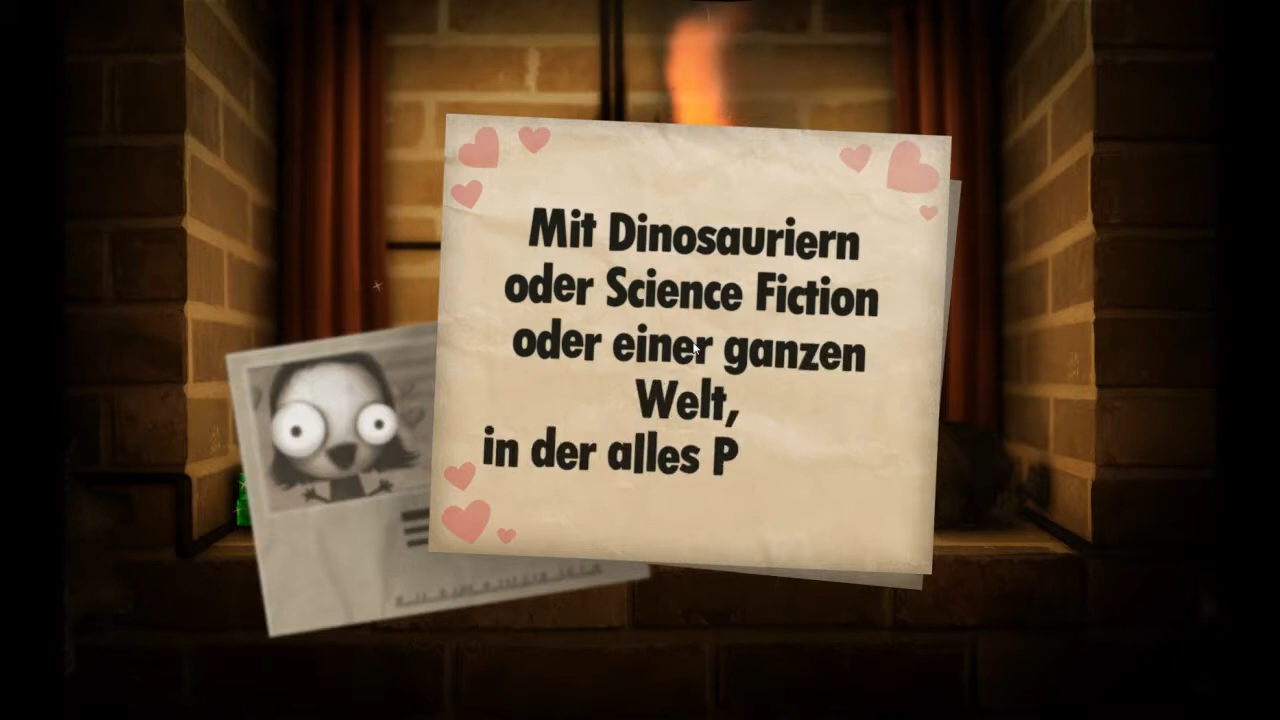 Mit Dinosauriern
oder Science Fiction
oder einer ganzen
Welt,
in der alles P